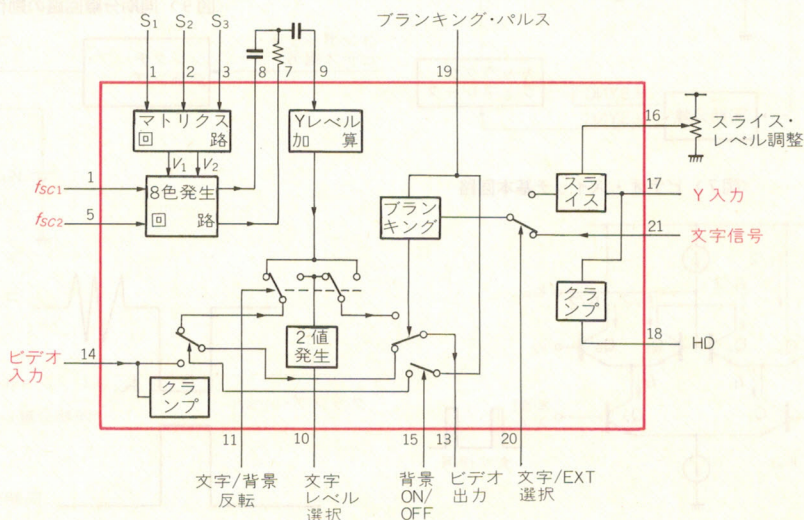 S1
S2
S3
ブランキング・パルス
1
2
3
8
7
9
19
マトリクス
回 路
Yレベル
加 算
16
スライス・
レベル調整
V1
V2
fSC1
1
8色発生
回 路
fSC2
5
スラ
イス
17
Y入力
ブラン
キング
21
文字信号
クラ
ンプ
2値
発生
18
HD
ビデオ
入力
14
クラ
ンプ
11
10
15
13
20
文字/背景
反転
文字
レベル
選択
背景
ON/
OFF
ビデオ
出力
文字/EXT
選択